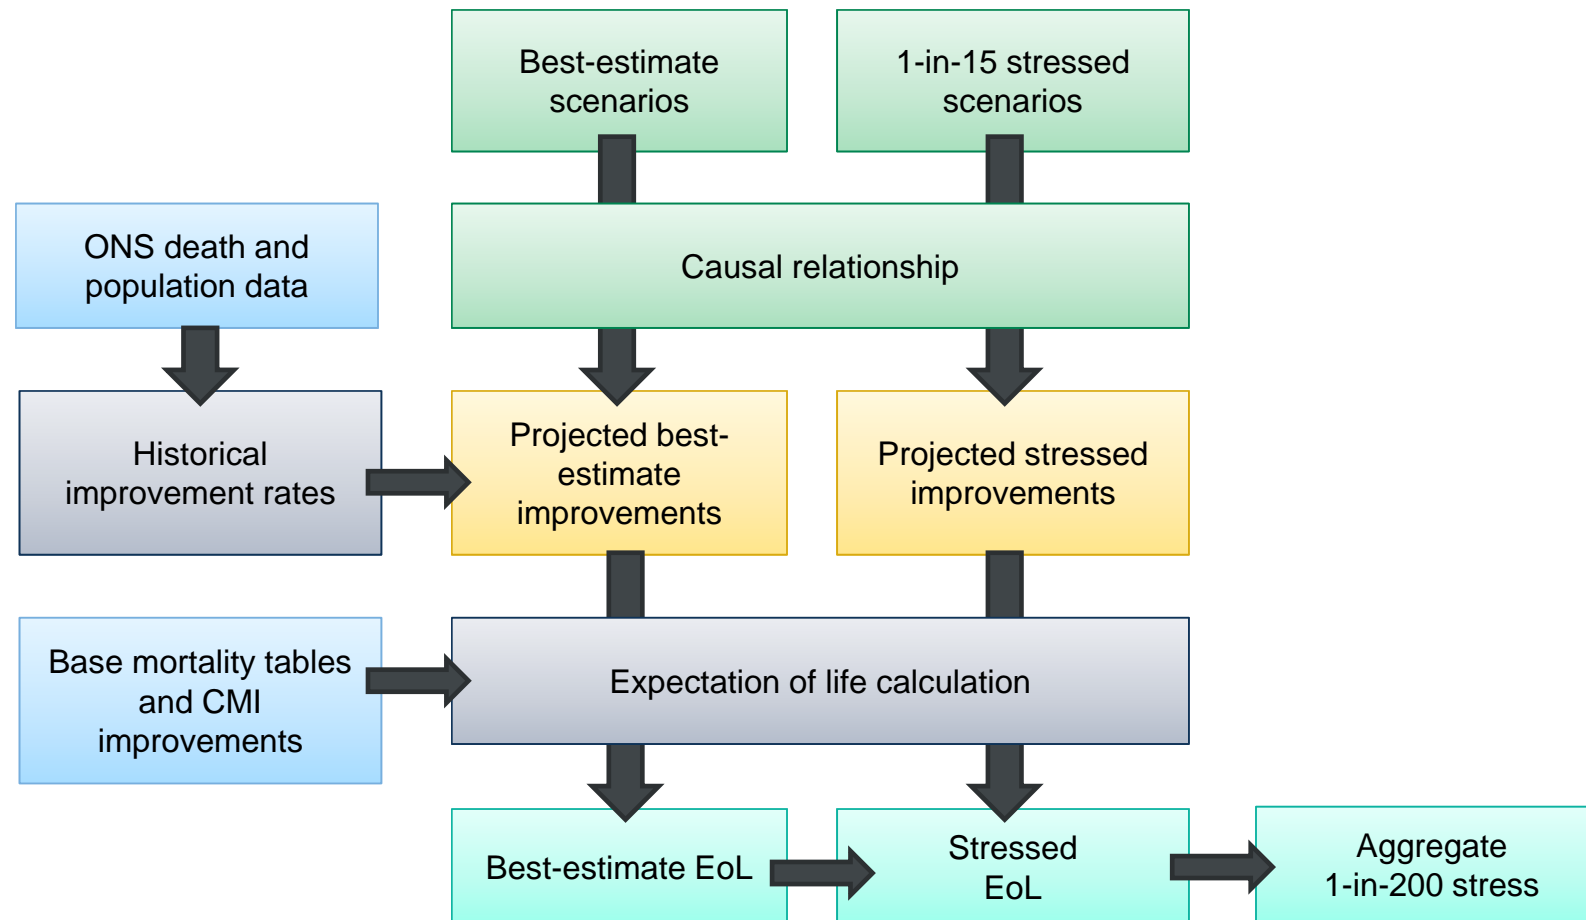 Best-estimate
scenarios
1-in-15 stressed
scenarios
ONS death and
population data
Causal relationship
Historical
improvement rates
Projected best-
estimate
improvements
Projected stressed
improvements
Base mortality tables
and CMI
improvements
Expectation of life calculation
Best-estimate EoL
Stressed
EoL
Aggregate
1-in-200 stress